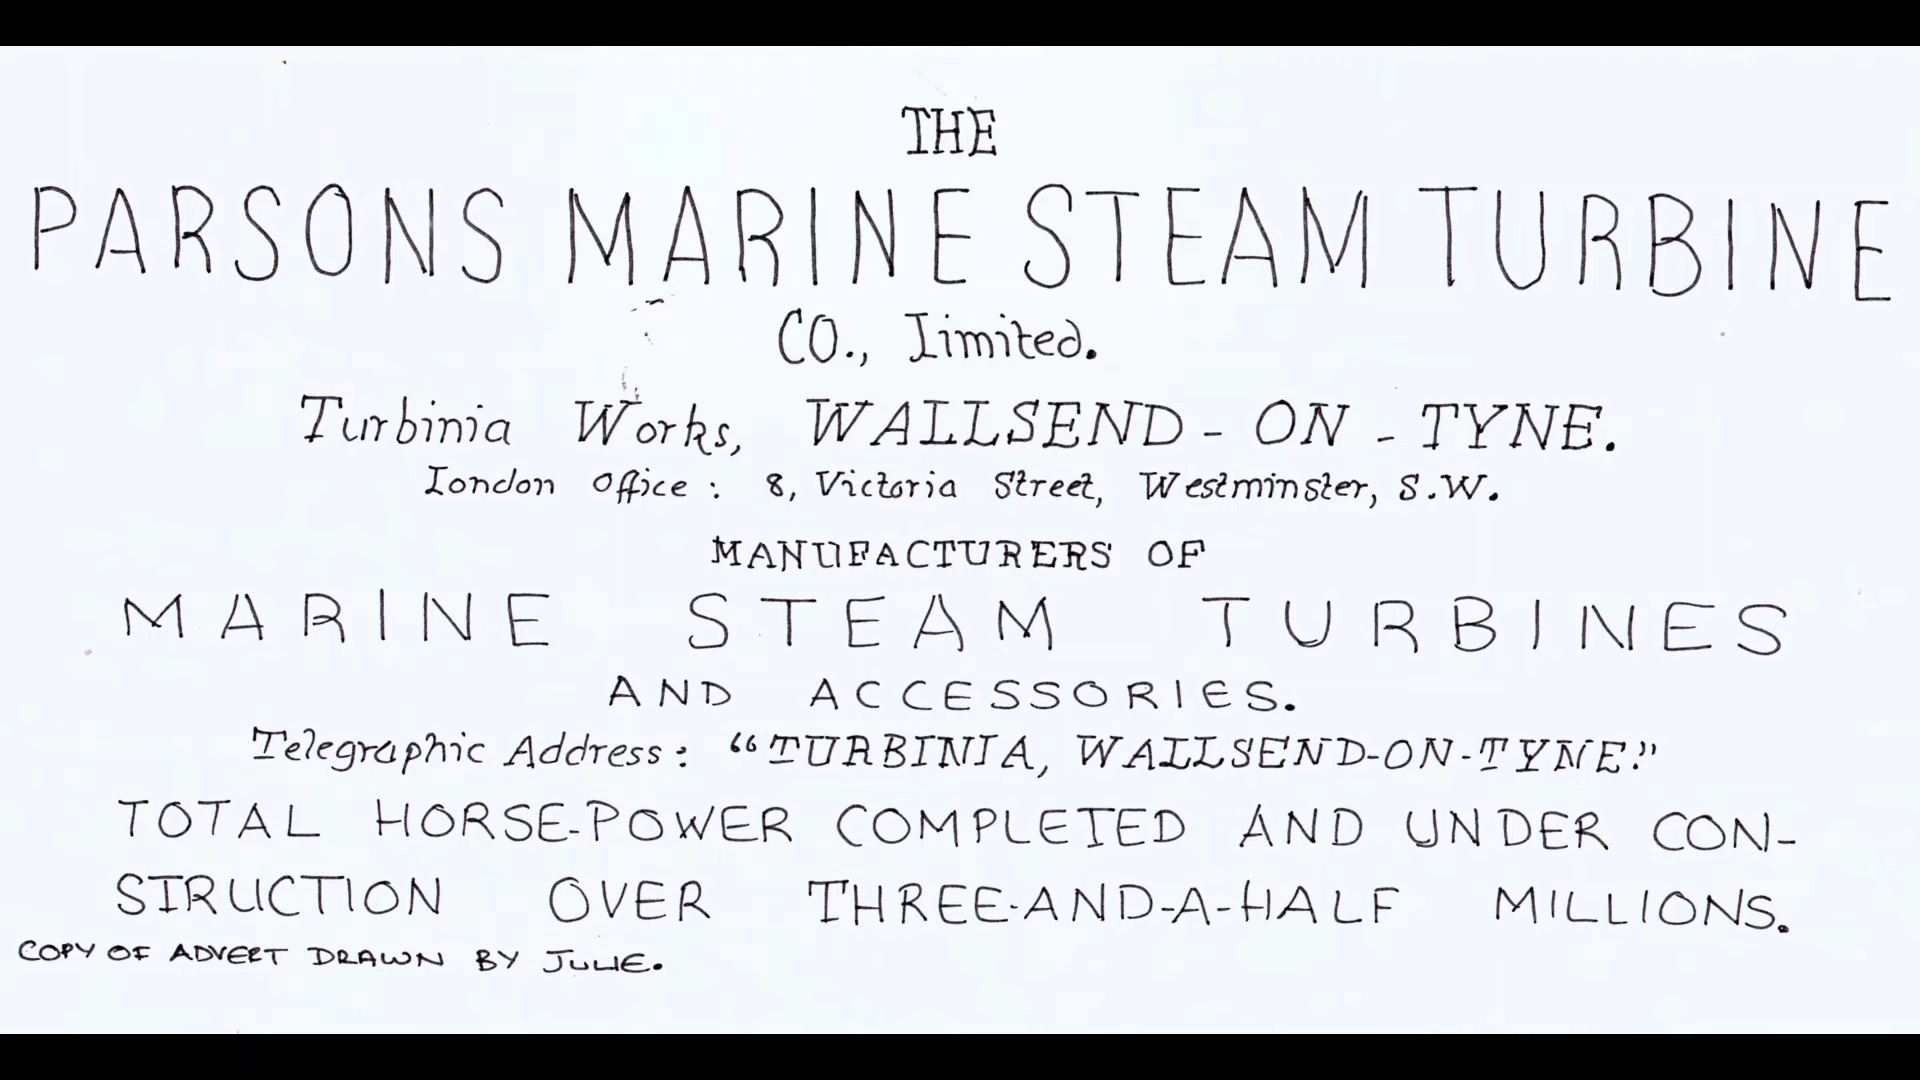 THE
PARSONS MARINE STEAM TURBINE
CO., Limited.
Turbinia Works, WALLSEND-ON-TYNE.
London Office: 8, Victoria Street, Westminster, S.W.
MANUFACTURERS OF
MARINE STEAM TURBINES
AND ACCESSORIES.
Telegraphic Address: “TURBINIA, WALLSEND-ON-TYNE.”
TOTAL HORSE-POWER COMPLETED AND UNDER CON-
STRUCTION OVER THREE-AND-A-HALF MILLIONS.
COPY OF ADVERT DRAWN BY JULIE.